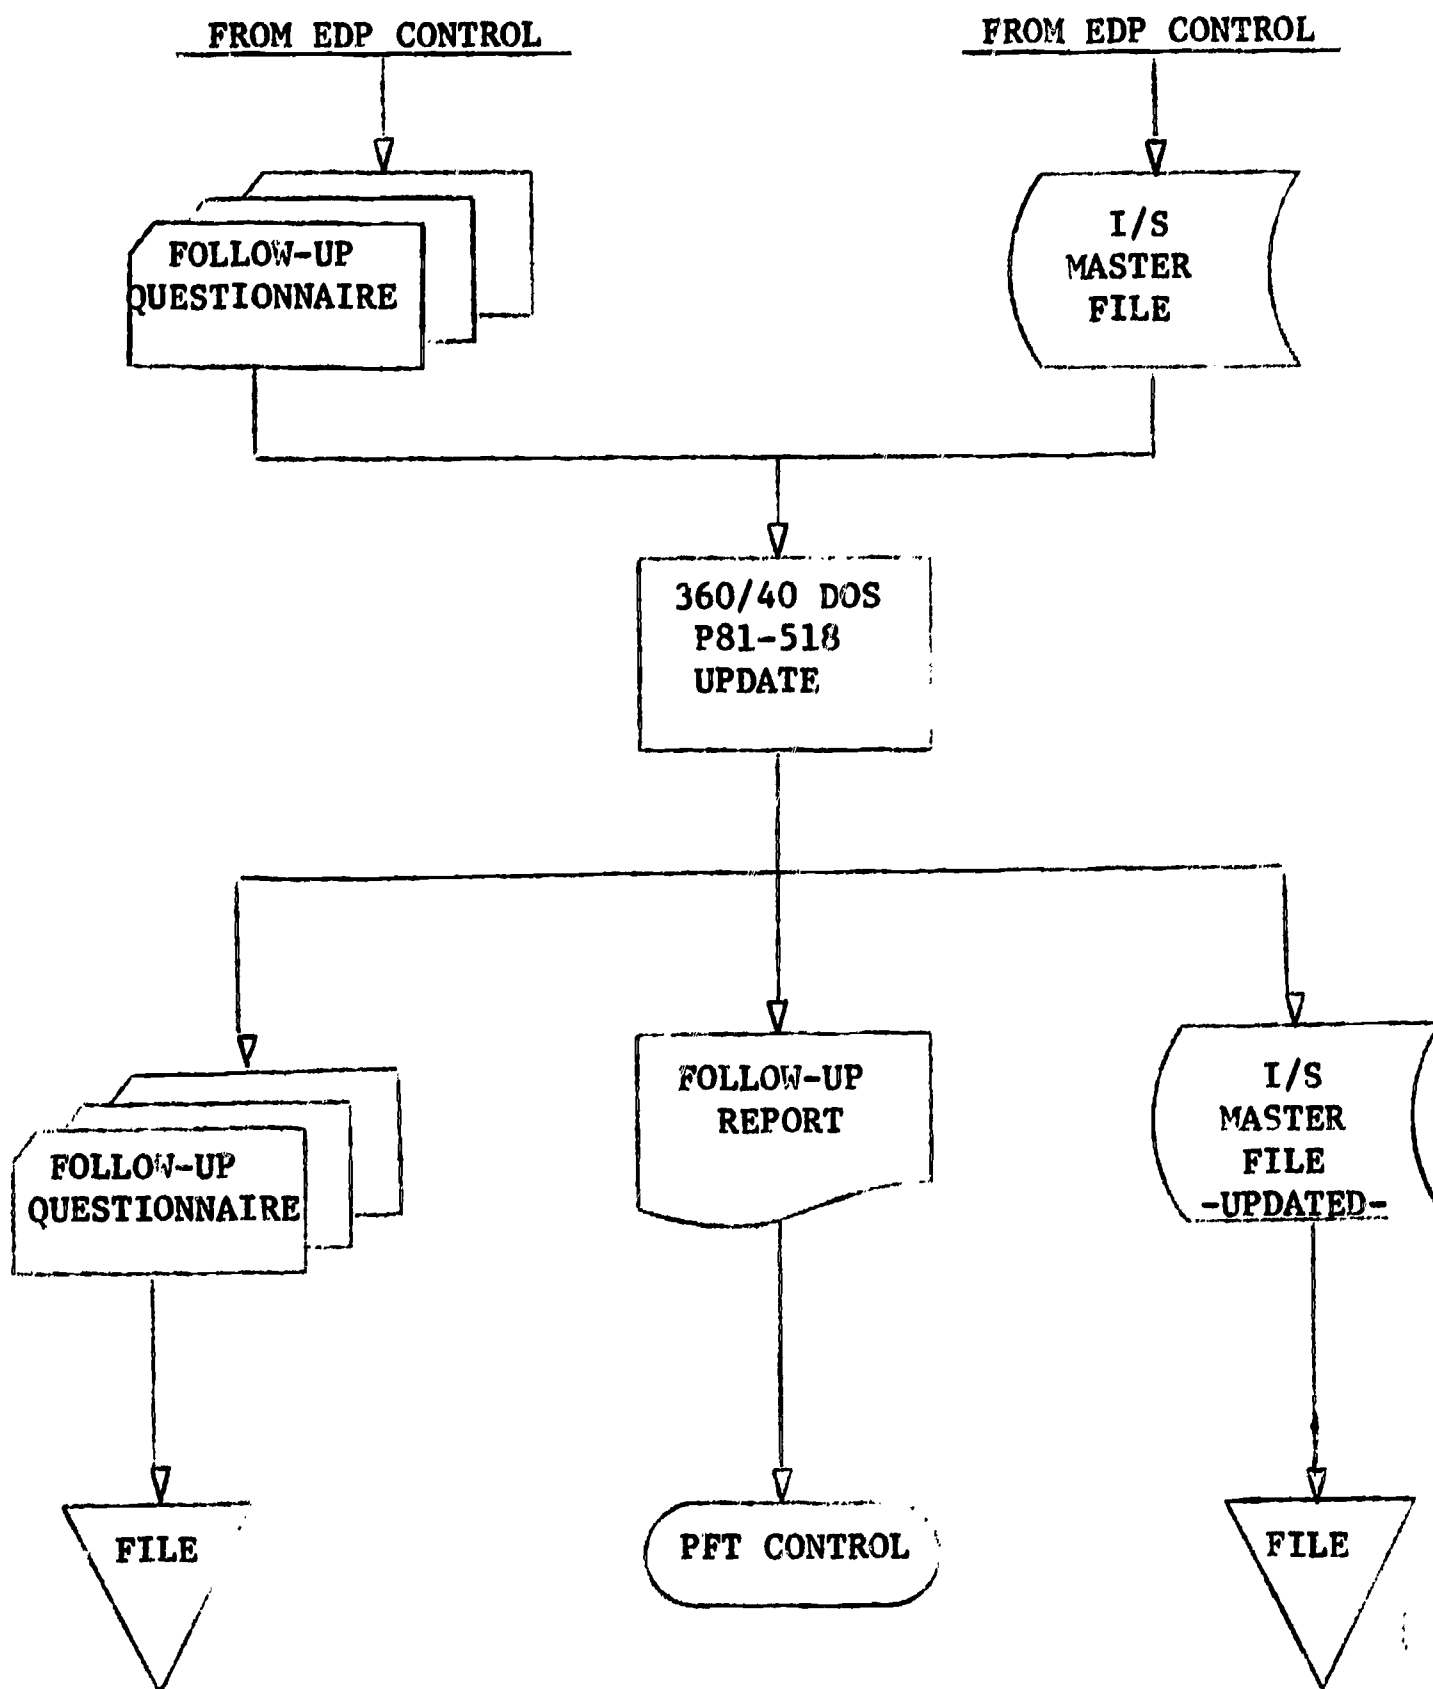 FROM EDP CONTROL
FROM EDP CONTROL
FOLLOW-UP
QUESTIONNAIRE
I/S
MASTER
FILE
360/40 DOS
P81-518
UPDATE
FOLLOW-UP
QUESTIONNAIRE
FOLLOW-UP
REPORT
I/S
MASTER
FILE
-UPDATED-
FILE
PFT CONTROL
FILE